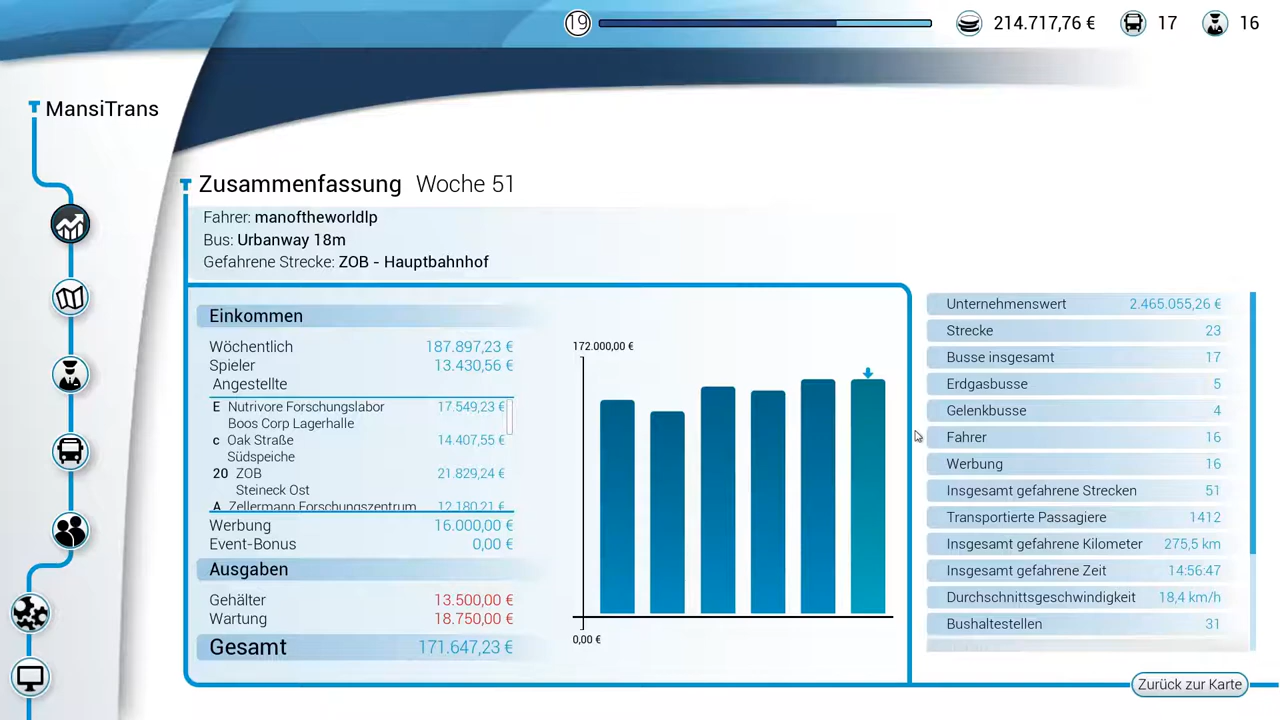 19 214.717,76 € 17 16
MansiTrans
Zusammenfassung Woche 51
Fahrer: manoftheworldlp
Bus: Urbanway 18m
Gefahrene Strecke: ZOB - Hauptbahnhof
Einkommen
Wöchentlich 187.897,23 €
Spieler 13.430,56 €
Angestellte
E Nutrivore Forschungslabor 17.549,23 €
Boos Corp Lagerhalle
c Oak Straße 14.407,55 €
Südspeiche
20 ZOB 21.829,24 €
Steineck Ost
A Zellermann Forschungszentrum 12.180,21 €
Werbung 16.000,00 €
Event-Bonus 0,00 €
Ausgaben
Gehälter 13.500,00 €
Wartung 18.750,00 €
Gesamt 171.647,23 €
172.000,00 €
0,00 €
Unternehmenswert 2.465.055,26 €
Strecke 23
Busse insgesamt 17
Erdgasbusse 5
Gelenkbusse 4
Fahrer 16
Werbung 16
Insgesamt gefahrene Strecken 51
Transportierte Passagiere 1412
Insgesamt gefahrene Kilometer 275,5 km
Insgesamt gefahrene Zeit 14:56:47
Durchschnittsgeschwindigkeit 18,4 km/h
Bushaltestellen 31
Zurück zur Karte